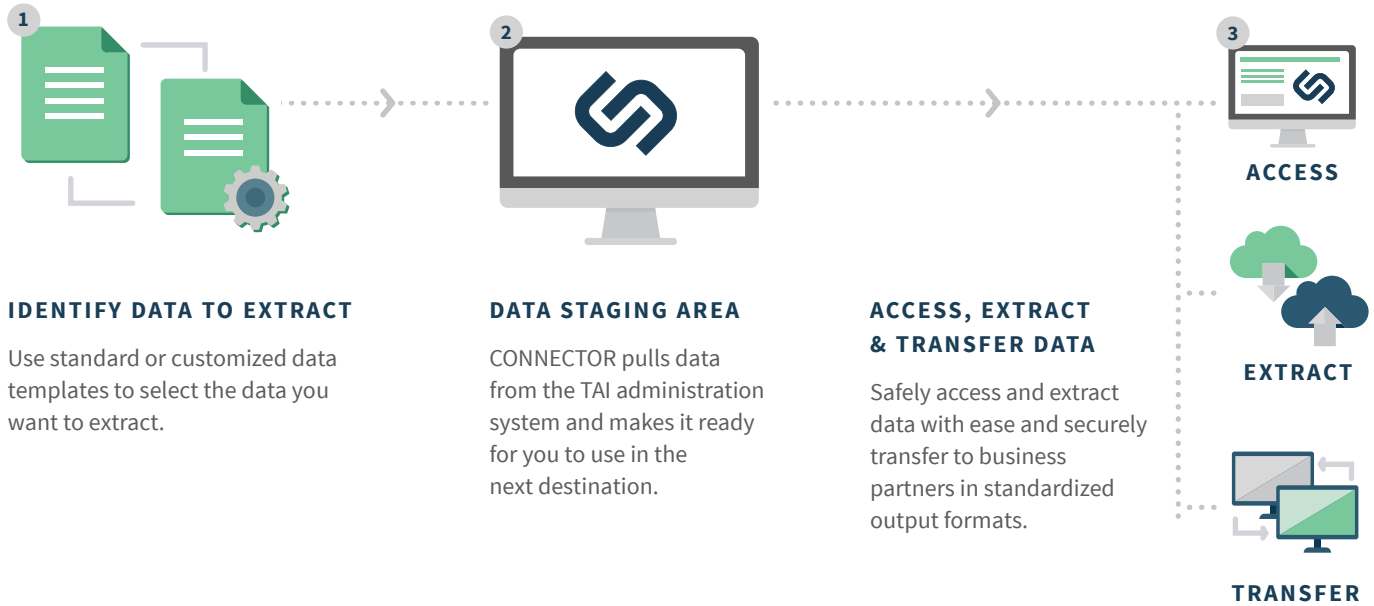 1
IDENTIFY DATA TO EXTRACT
Use standard or customized data
templates to select the data you
want to extract.
2
DATA STAGING AREA
CONNECTOR pulls data
from the TAI administration
system and makes it ready
for you to use in the
next destination.
3
ACCESS, EXTRACT
& TRANSFER DATA
Safely access and extract
data with ease and securely
transfer to business
partners in standardized
output formats.
ACCESS
EXTRACT
TRANSFER